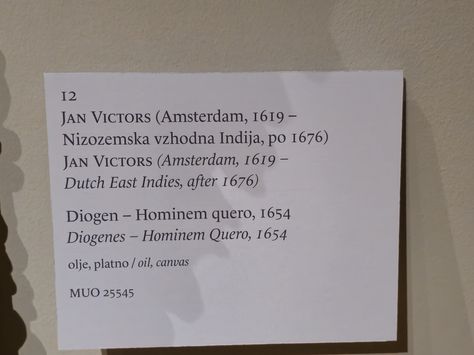 12
Jan Victors (Amsterdam, 1619 –
Nizozemska vzhodna Indija, po 1676)
Jan Victors (Amsterdam, 1619 –
Dutch East Indies, after 1676)
Diogen – Hominem quero, 1654
Diogenes – Hominem Quero, 1654
olje, platno / oil, canvas
MUO 25545